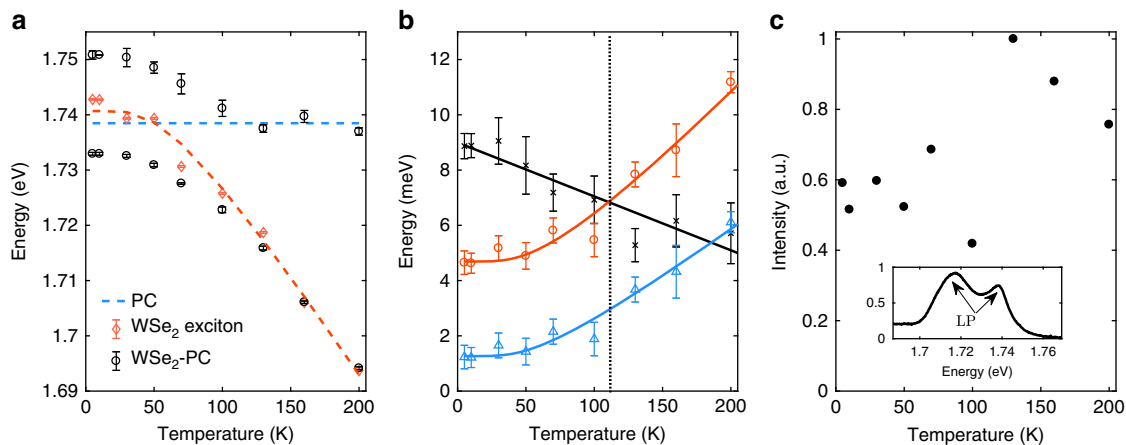 a
Energy (eV)
1.75
1.74
1.73
1.72
1.71
1.7
1.69
PC
WSe₂ exciton
WSe₂-PC
0 50 100 150 200
Temperature (K)
b
Energy (meV)
12
10
8
6
4
2
0
0 50 100 150 200
Temperature (K)
c
Intensity (a.u.)
1
0.8
0.6
0.4
0.2
0
1
0.5
0
LP
1.7 1.72 1.74 1.76
Energy (eV)
0 50 100 150 200
Temperature (K)